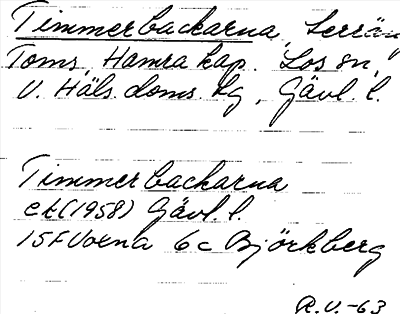 Timmerbackarna, terräng
Toms. Hamra kap. Los sn,
V. Häls. doms. tg, Gävl. l.
Timmerbackarna
ek (1958) Gävl. l.
15F Voxna 6c Björkberg
R.V. -63